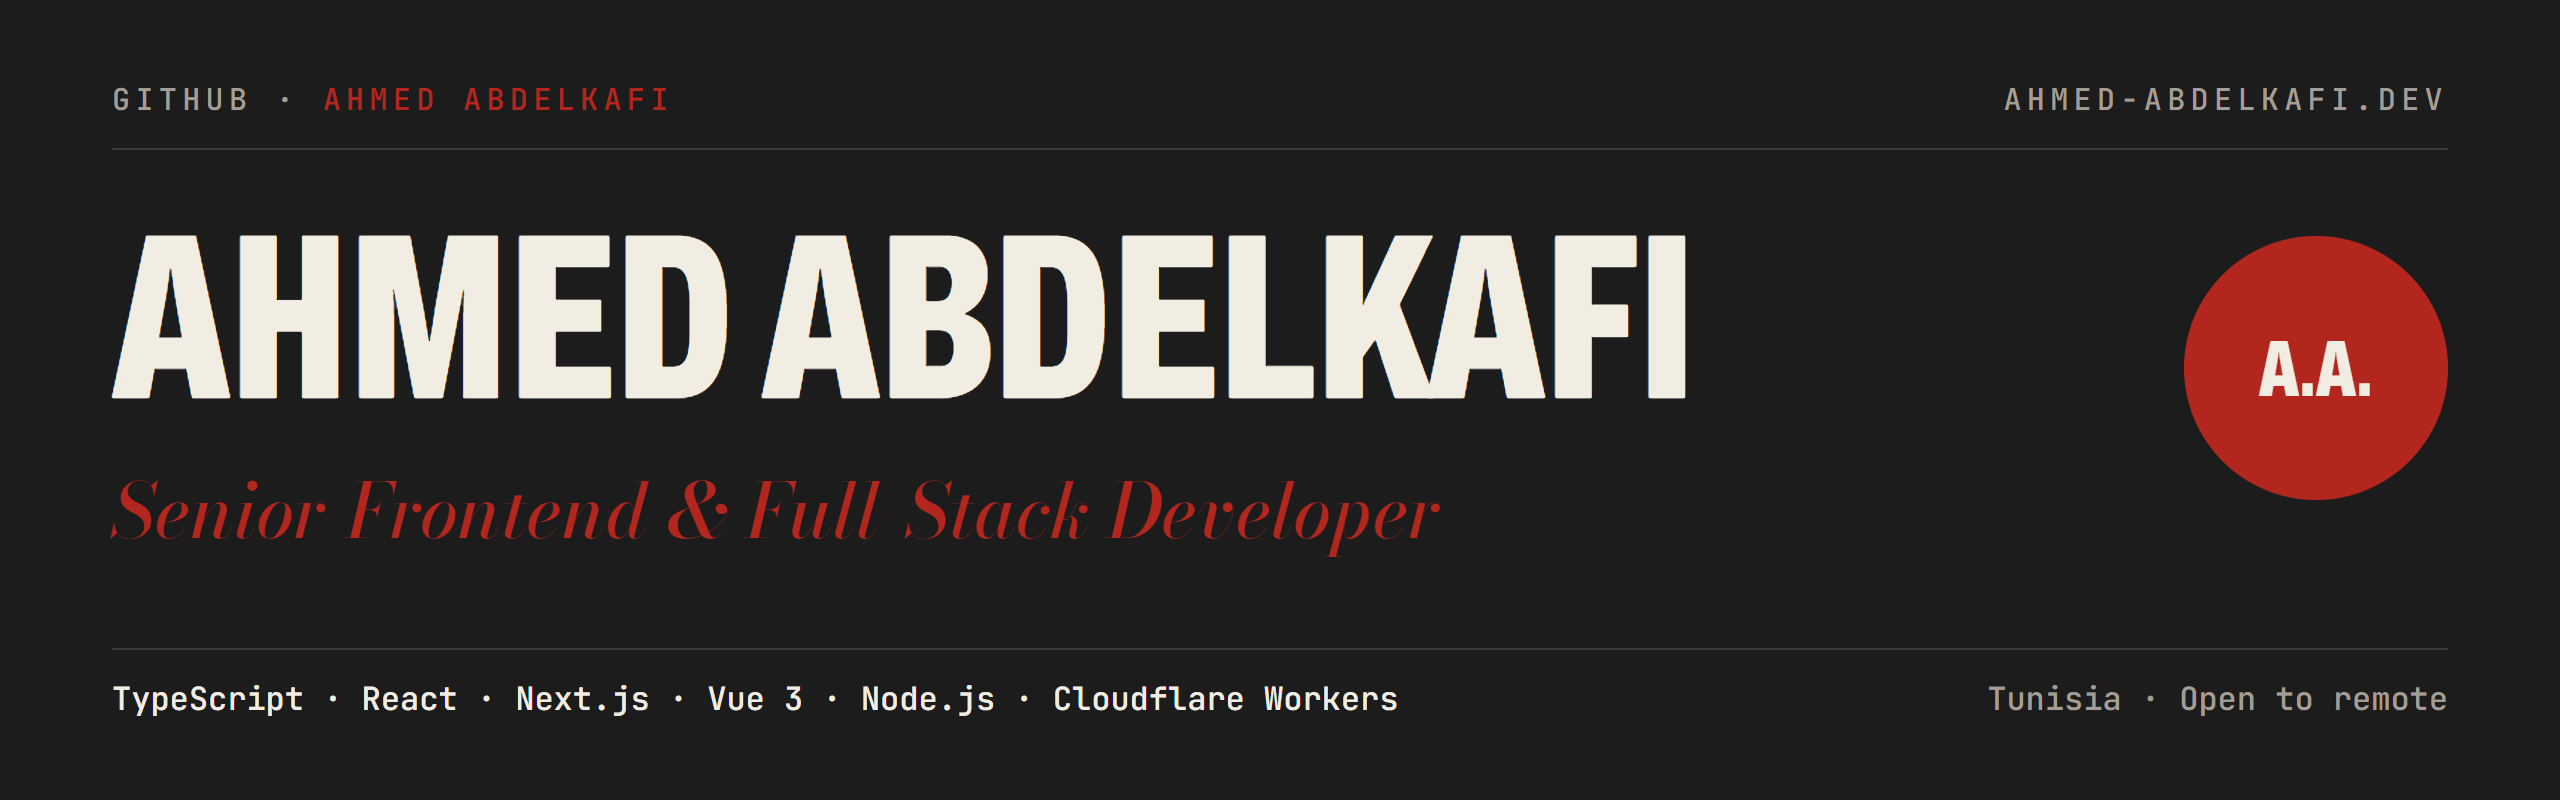 GITHUB · AHMED ABDELKAFI
AHMED-ABDELKAFI.DEV
AHMED ABDELKAFI
A.A.
Senior Frontend & Full-Stack Developer
TypeScript · React · Next.js · Vue 3 · Node.js · Cloudflare Workers
Tunisia · Open to remote